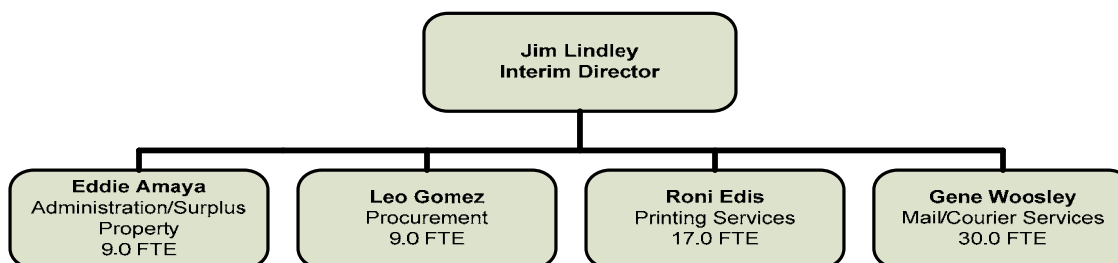 Jim Lindley
Interim Director
Eddie Amaya
Administration/Surplus
Property
9.0 FTE
Leo Gomez
Procurement
9.0 FTE
Roni Edis
Printing Services
17.0 FTE
Gene Woosley
Mail/Courier Services
30.0 FTE